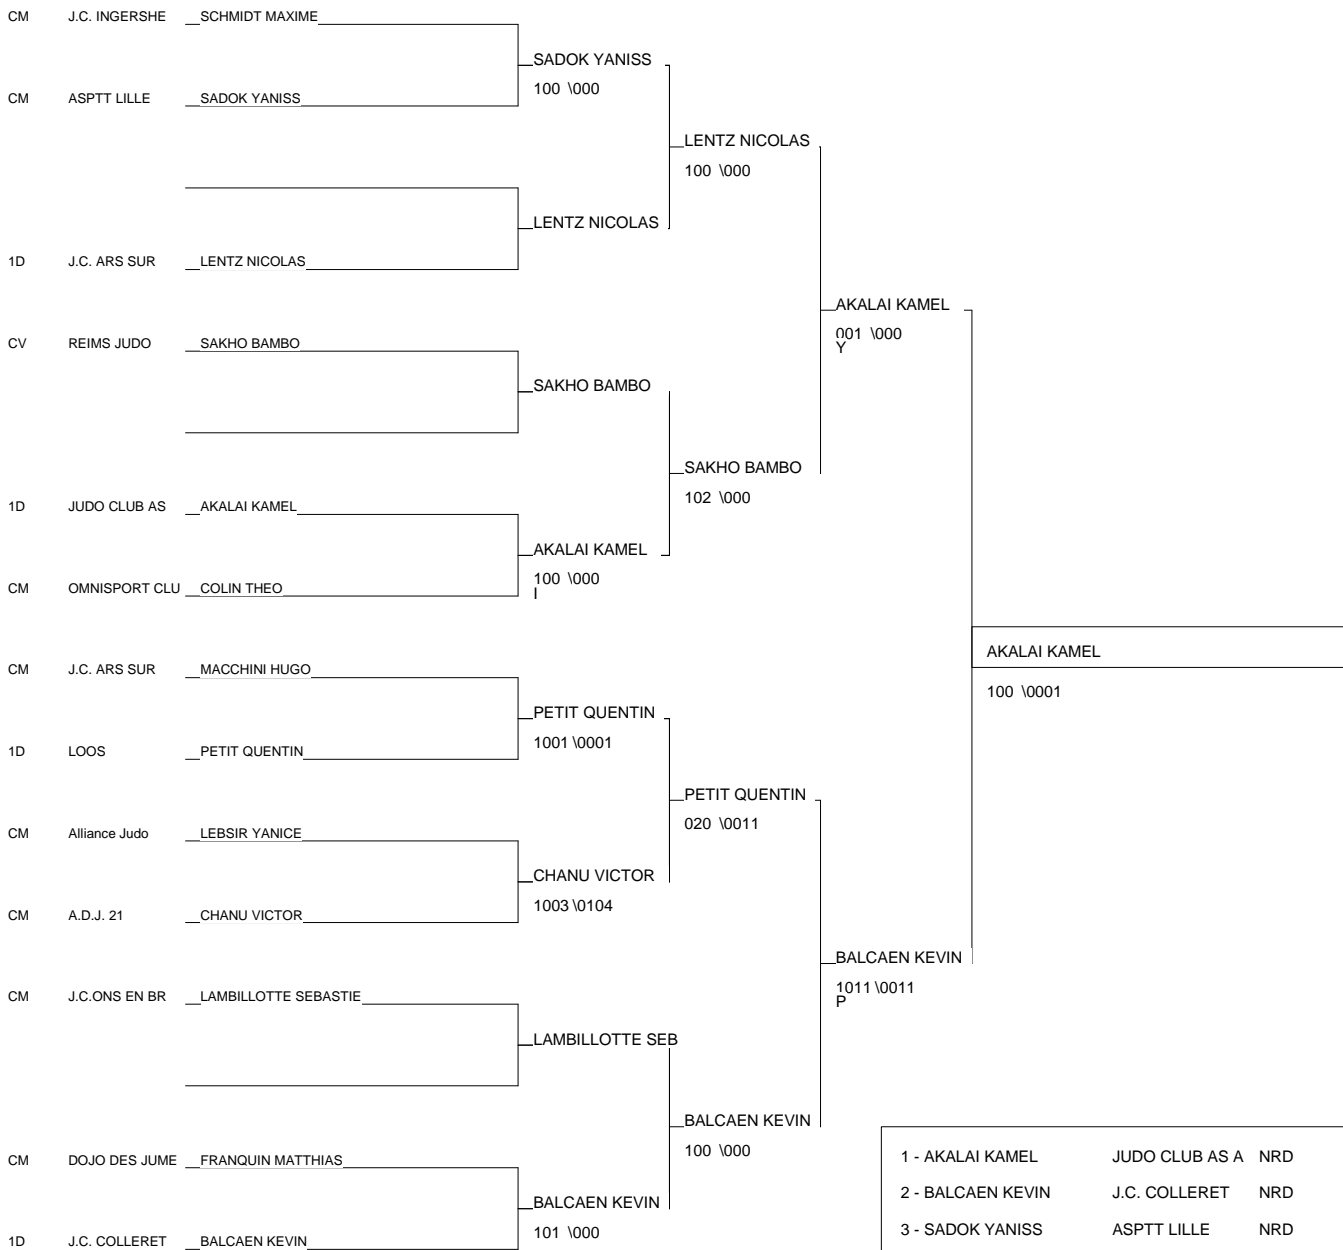 CM J.C. INGERSHE SCHMIDT MAXIME
SADOK YANISS
100 \000
CM ASPTT LILLE SADOK YANISS
LENTZ NICOLAS
100 \000
LENTZ NICOLAS
1D J.C. ARS SUR LENTZ NICOLAS
AKALAI KAMEL
001 \000
Y
CV REIMS JUDO SAKHO BAMBO
SAKHO BAMBO
SAKHO BAMBO
102 \000
1D JUDO CLUB AS AKALAI KAMEL
AKALAI KAMEL
100 \000
I
CM OMNISPORT CLU COLIN THEO
AKALAI KAMEL
100 \0001
CM J.C. ARS SUR MACCHINI HUGO
PETIT QUENTIN
1001 \0001
1D LOOS PETIT QUENTIN
PETIT QUENTIN
020 \0011
CM Alliance Judo LEBSIR YANICE
CHANU VICTOR
1003 \0104
CM A.D.J. 21 CHANU VICTOR
BALCAEN KEVIN
1011 \0011
P
CM J.C.ONS EN BR LAMBILLOTTE SEBASTIE
LAMBILLOTTE SEB
BALCAEN KEVIN
100 \000
CM DOJO DES JUME FRANQUIN MATTHIAS
BALCAEN KEVIN
101 \000
1D J.C. COLLERET BALCAEN KEVIN
1 - AKALAI KAMEL JUDO CLUB AS A NRD
2 - BALCAEN KEVIN J.C. COLLERET NRD
3 - SADOK YANISS ASPTT LILLE NRD